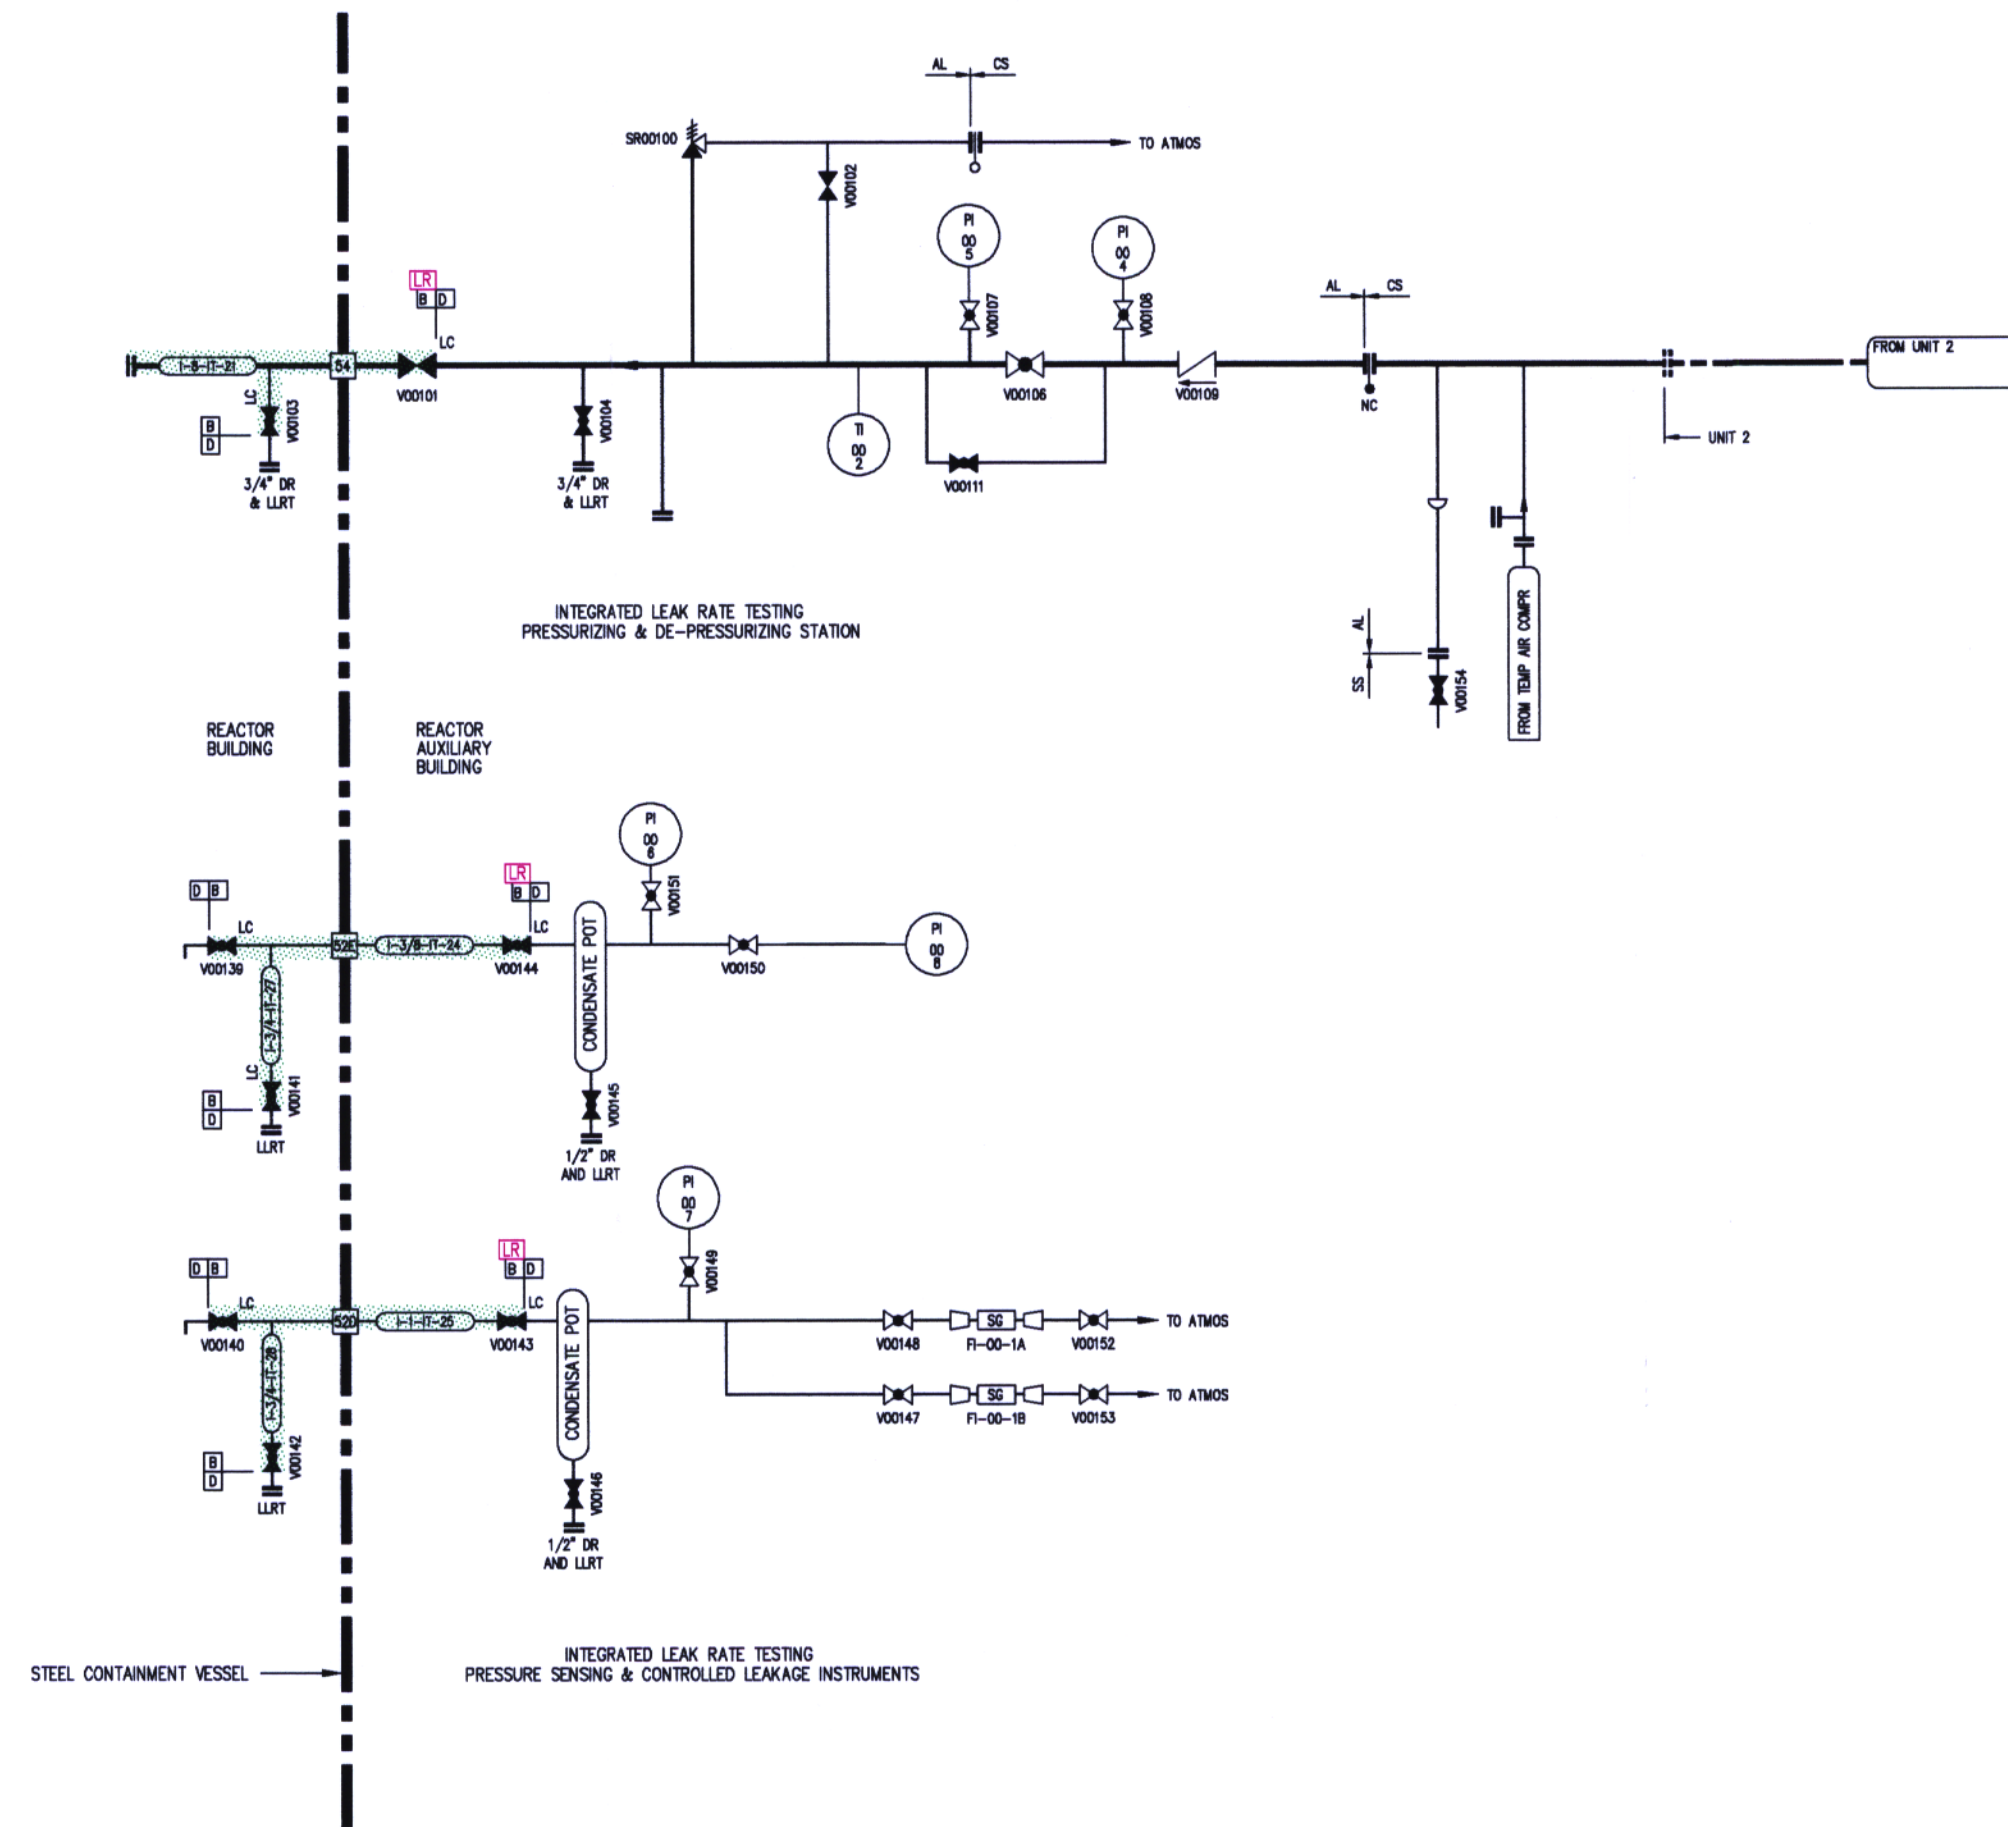 AL CS
SR00100
TO ATMOS
V00102
PI
00
5
PI
00
4
V00107
V00108
LR
B D
LC
AL CS
FROM UNIT 2
I-8-IT-21
54
V00101
V00106
V00109
NC
UNIT 2
LC
V00103
B
D
3/4" DR
& LLRT
V00104
3/4" DR
& LLRT
TI
00
2
V00111
AL
SS
V00154
FROM TEMP AIR COMPR
INTEGRATED LEAK RATE TESTING
PRESSURIZING & DE-PRESSURIZING STATION
REACTOR
BUILDING
REACTOR
AUXILIARY
BUILDING
PI
00
6
V00151
D B
LC
LR
B D
LC
V00139
52E
I-3/8-IT-24
V00144
CONDENSATE POT
V00150
PI
00
8
I-3/4-IT-27
LC
V00141
B
D
LLRT
V00145
1/2" DR
AND LLRT
PI
00
7
V00149
D B
LC
LR
B D
LC
V00140
52D
I-1-IT-25
V00143
CONDENSATE POT
V00148
SG
FI-00-1A
V00152
TO ATMOS
V00147
SG
FI-00-1B
V00153
TO ATMOS
I-3/4-IT-28
V00142
B
D
LLRT
V00146
1/2" DR
AND LLRT
STEEL CONTAINMENT VESSEL
INTEGRATED LEAK RATE TESTING
PRESSURE SENSING & CONTROLLED LEAKAGE INSTRUMENTS